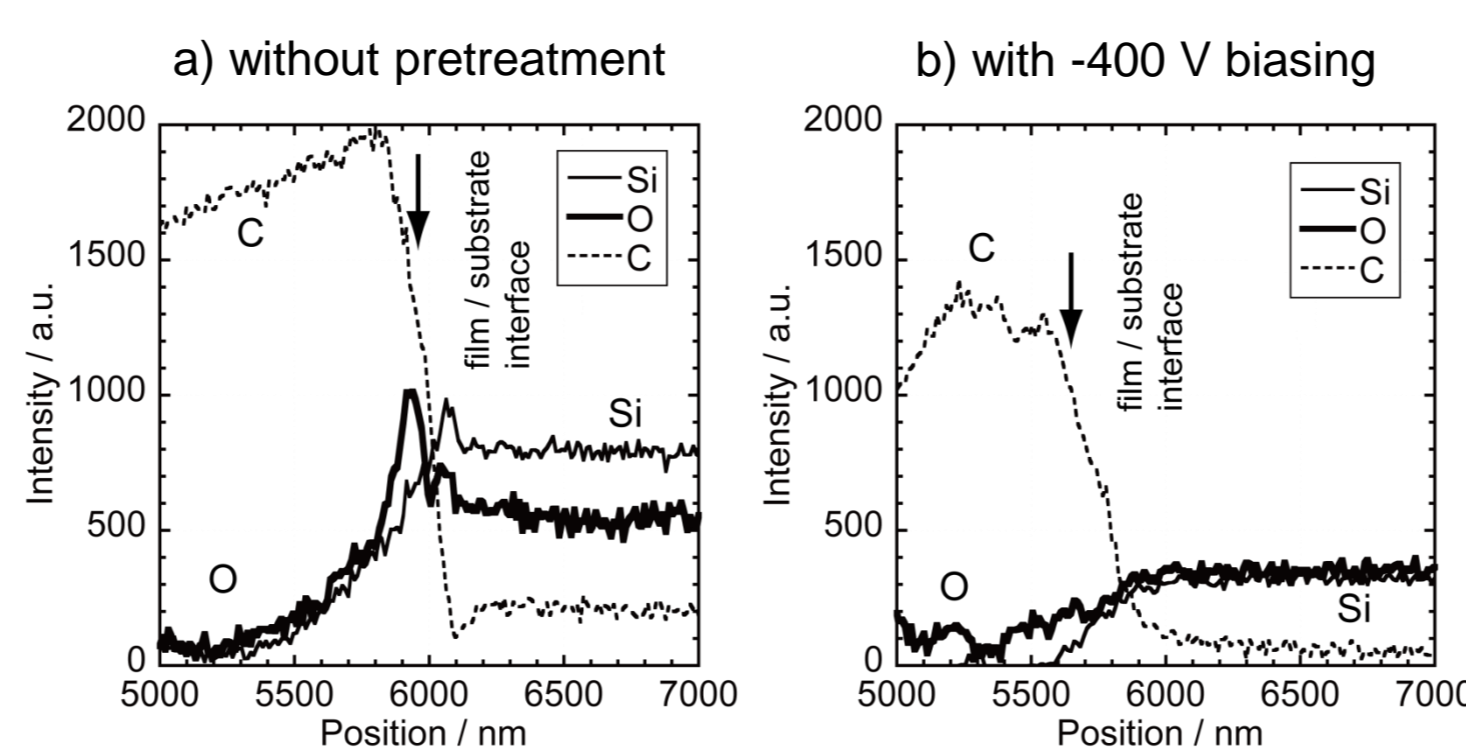 a) without pretreatment
2000
1500
1000
500
0
5000 5500 6000 6500 7000
Intensity / a.u.
Position / nm
C
O
Si
film / substrate
interface
Si
O
C
b) with -400 V biasing
2000
1500
1000
500
0
5000 5500 6000 6500 7000
Intensity / a.u.
Position / nm
C
O
Si
film / substrate
interface
Si
O
C